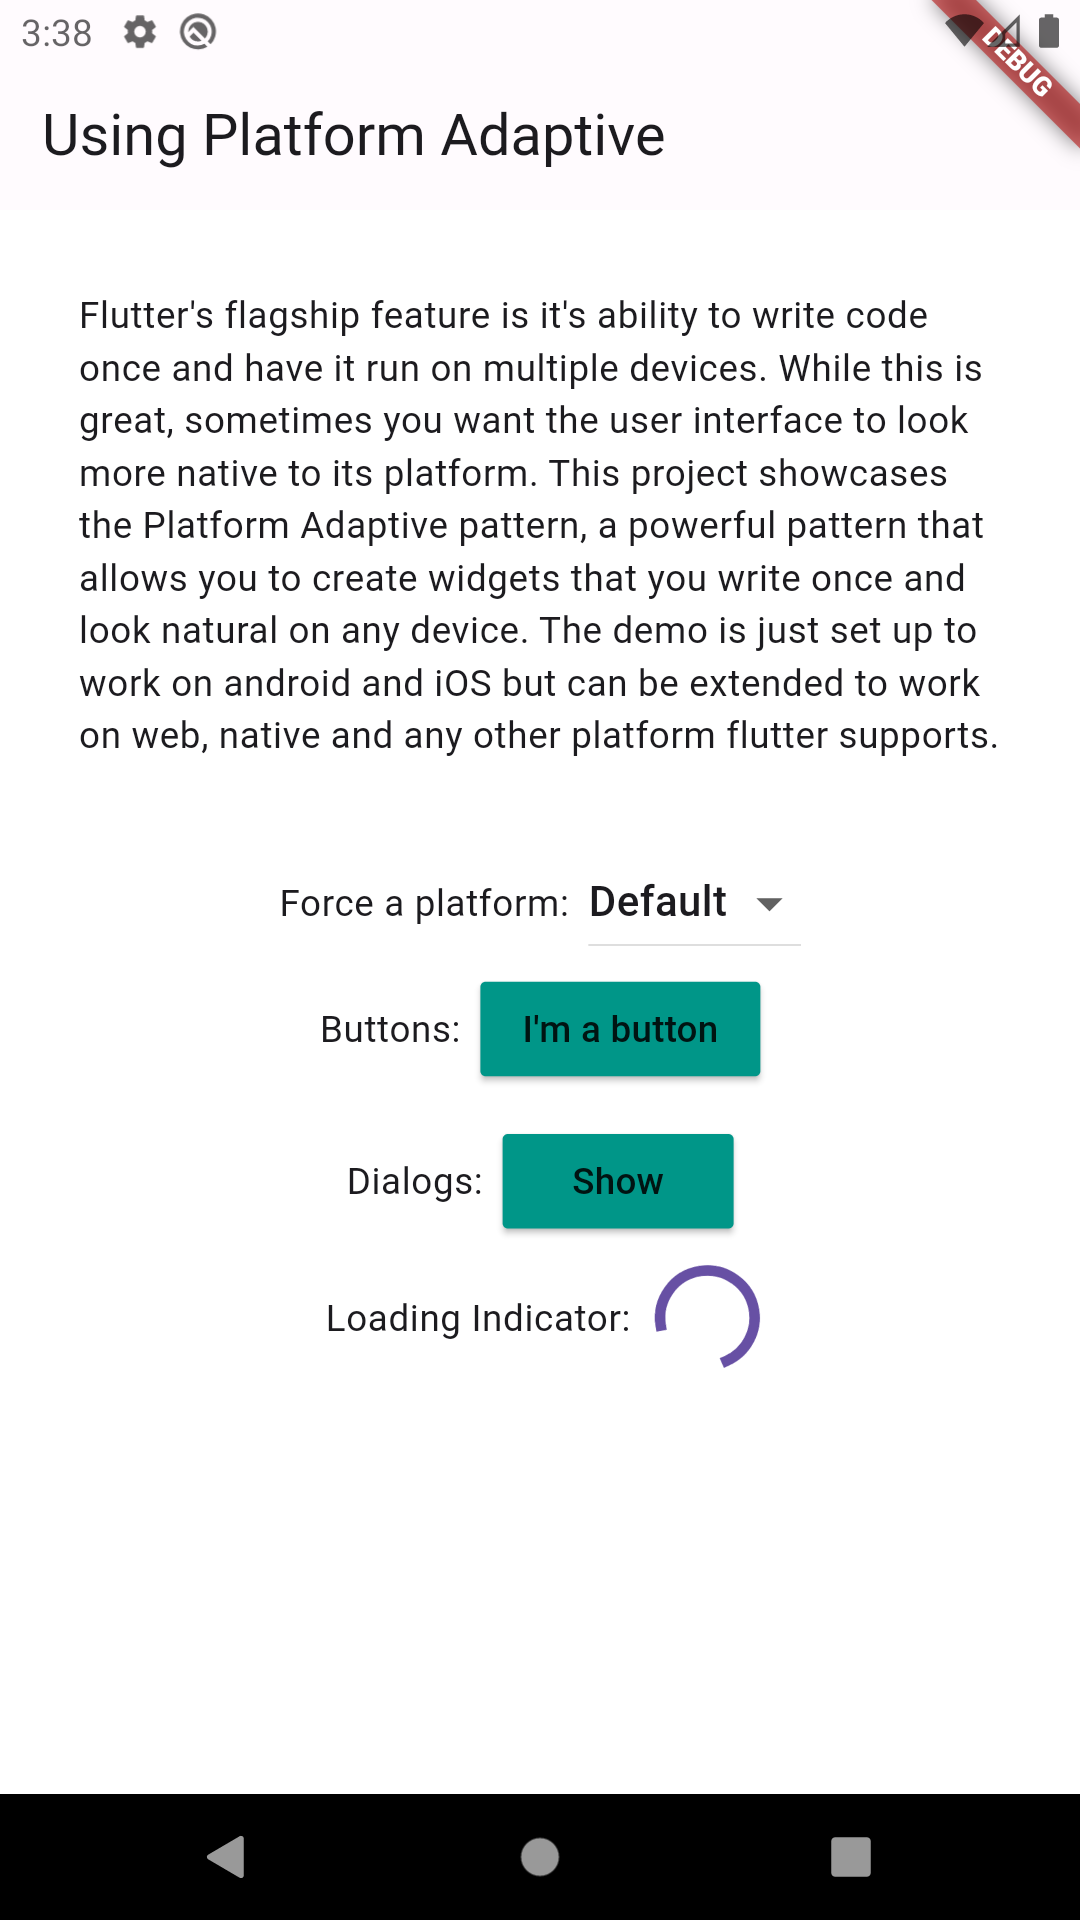 3:38
DEBUG
Using Platform Adaptive
Flutter's flagship feature is it's ability to write code
once and have it run on multiple devices. While this is
great, sometimes you want the user interface to look
more native to its platform. This project showcases
the Platform Adaptive pattern, a powerful pattern that
allows you to create widgets that you write once and
look natural on any device. The demo is just set up to
work on android and iOS but can be extended to work
on web, native and any other platform flutter supports.
Force a platform: Default
Buttons: I'm a button
Dialogs: Show
Loading Indicator: